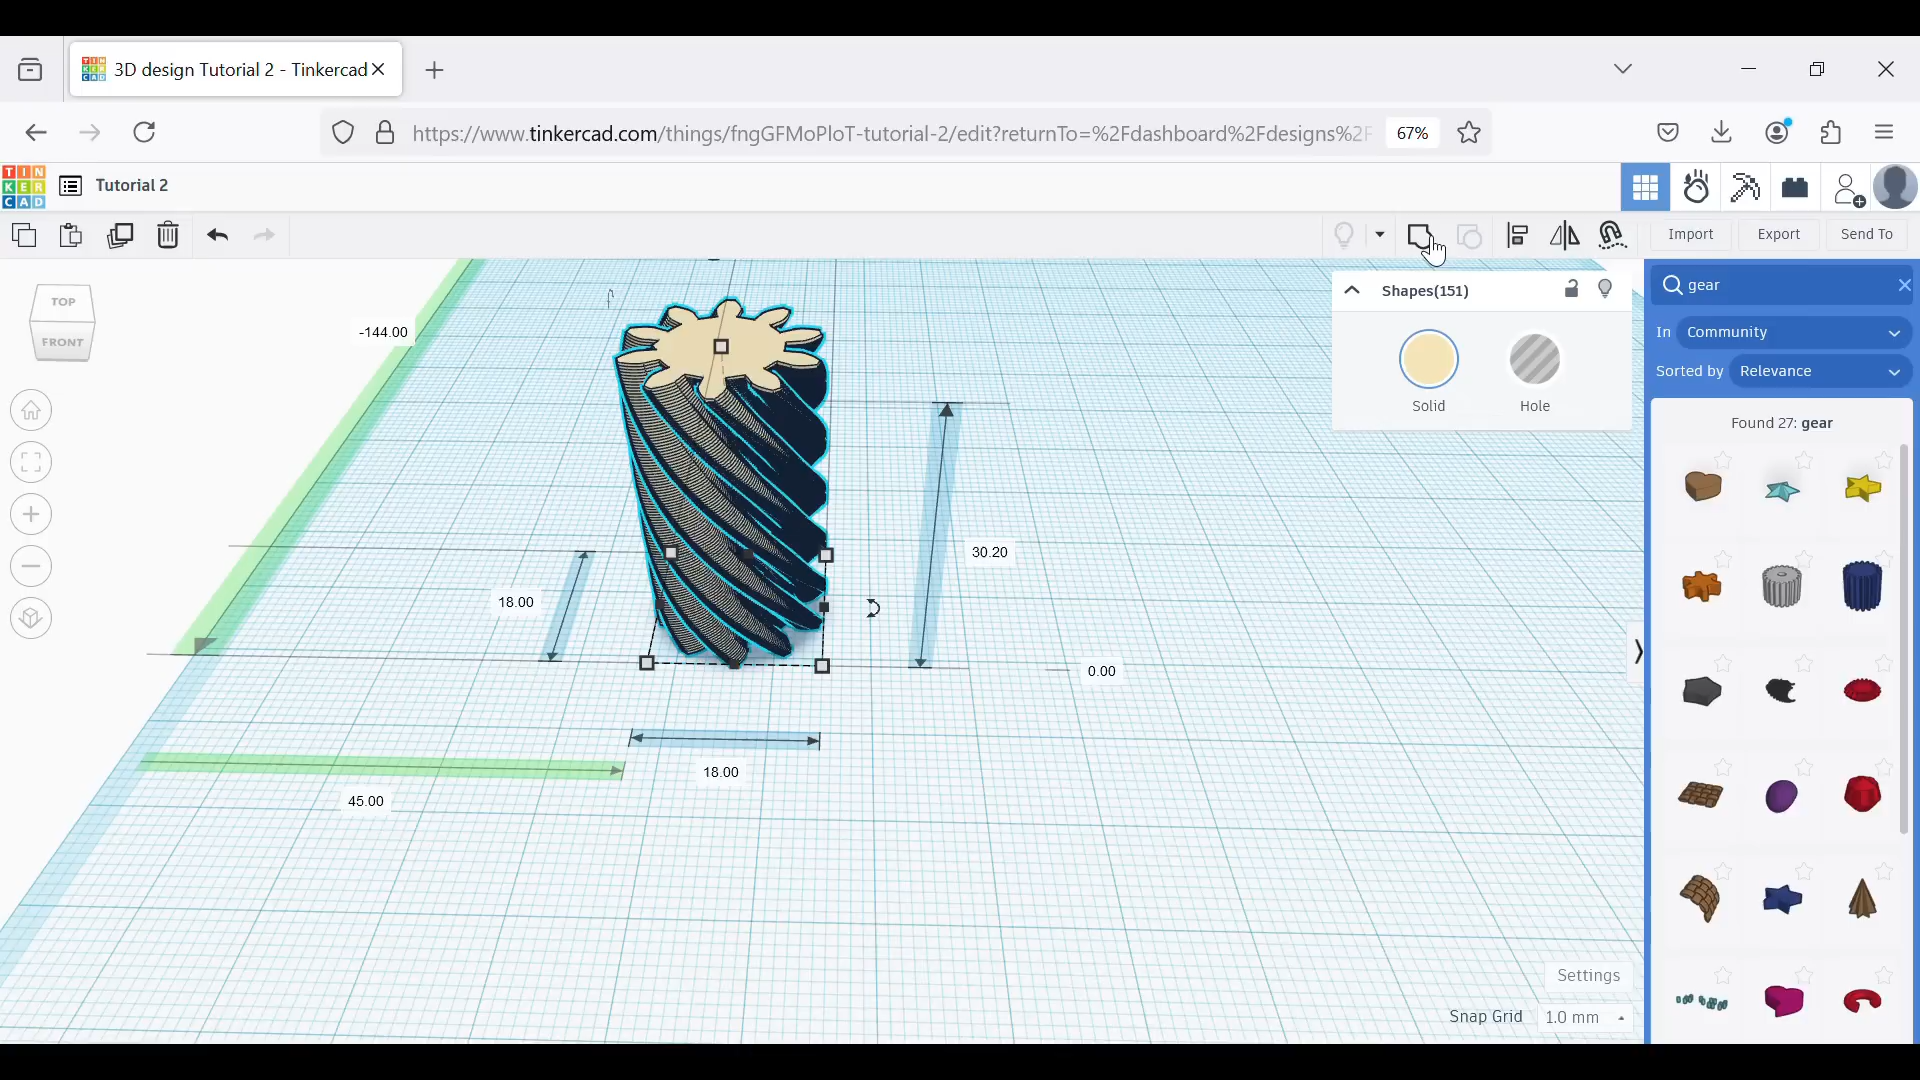 3D design Tutorial 2 - Tinkercad
https://www.tinkercad.com/things/fngGFMoPloT-tutorial-2/edit?returnTo=%2Fdashboard%2Fdesigns%2F
67%
TIN
KER
CAD
Tutorial 2
Import
Export
Send To
TOP
FRONT
-144.00
Shapes(151)
Solid
Hole
gear
In Community
Sorted by Relevance
Found 27: gear
30.20
18.00
0.00
18.00
45.00
Settings
Snap Grid 1.0 mm